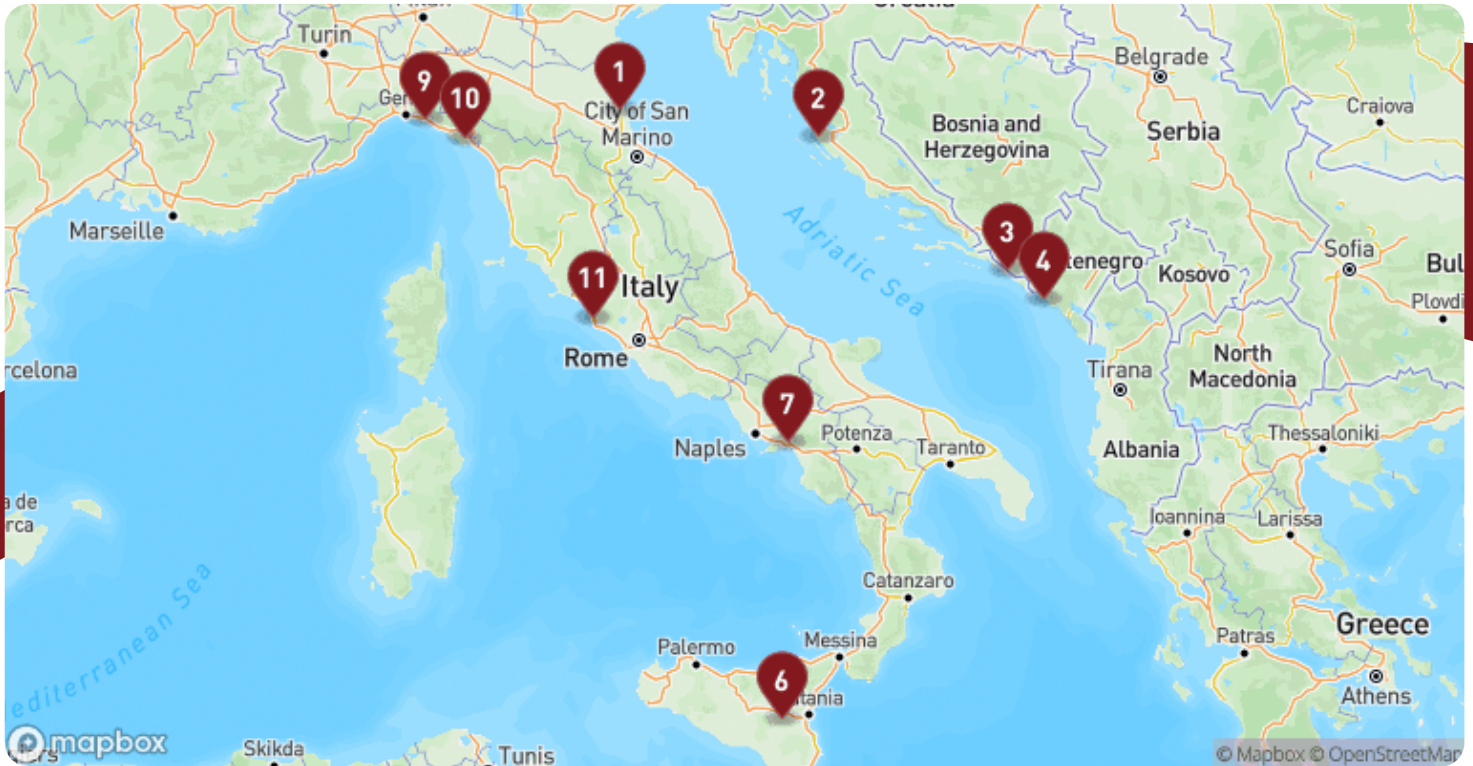 Croatia
Turin
Belgrade
9
1
10
2
Gen
City of San
Marino
Craiova
Bosnia and
Herzegovina
Serbia
Marseille
Adriatic Sea
3
4
tenegro
Kosovo
Sofia
Bul
Plovdi
11
Italy
Rome
rcelona
Tirana
North
Macedonia
7
Naples
Potenza
Taranto
Albania
Thessaloniki
a de
rca
Ioannina
Larissa
Catanzaro
editerranean Sea
Palermo
Messina
Patras
Greece
6
tania
Athens
mapbox
Skikda
Tunis
© Mapbox © OpenStreetMap